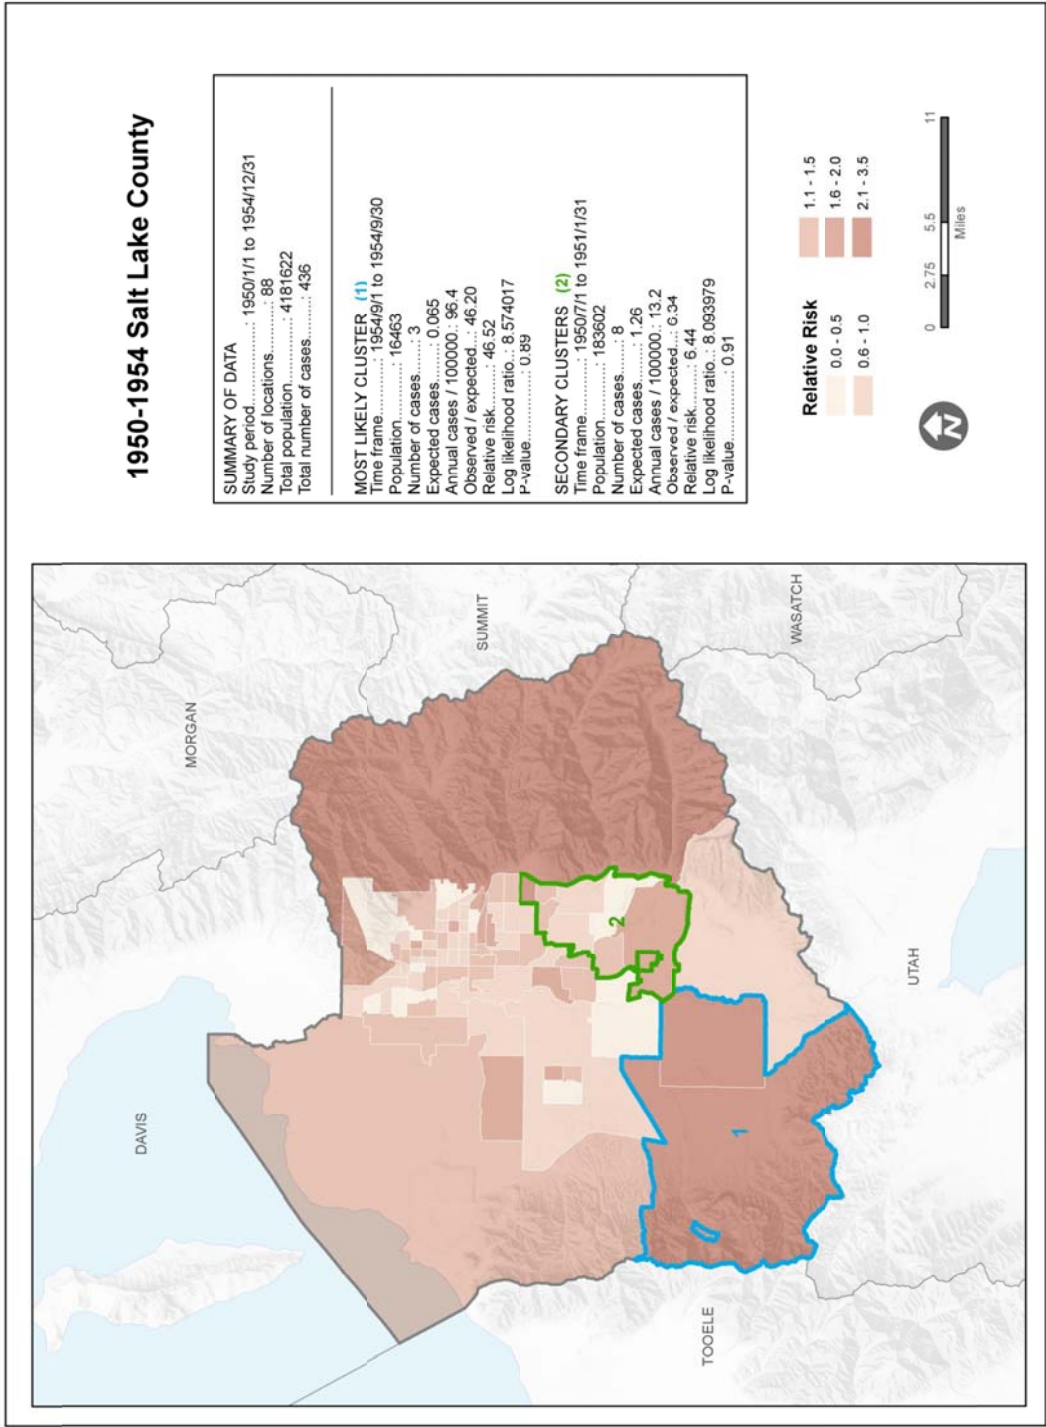 1950-1954 Salt Lake County
SUMMARY OF DATA
Study period...............: 1950/1/1 to 1954/12/31
Number of locations........: 88
Total population...........: 4181622
Total number of cases......: 436
MOST LIKELY CLUSTER (1)
Time frame............: 1954/9/1 to 1954/9/30
Population............: 16463
Number of cases.......: 3
Expected cases........: 0.065
Annual cases / 100000.: 96.4
Observed / expected...: 46.20
Relative risk.........: 46.52
Log likelihood ratio..: 8.574017
P-value...............: 0.89
SECONDARY CLUSTERS (2)
Time frame............: 1950/7/1 to 1951/1/31
Population............: 183602
Number of cases.......: 8
Expected cases........: 1.26
Annual cases / 100000.: 13.2
Observed / expected...: 6.34
Relative risk.........: 6.44
Log likelihood ratio..: 8.093979
P-value...............: 0.91
Relative Risk
0.0 - 0.5
0.6 - 1.0
1.1 - 1.5
1.6 - 2.0
2.1 - 3.5
N
0 2.75 5.5 11
Miles
DAVIS
MORGAN
SUMMIT
WASATCH
UTAH
TOOELE
1
2